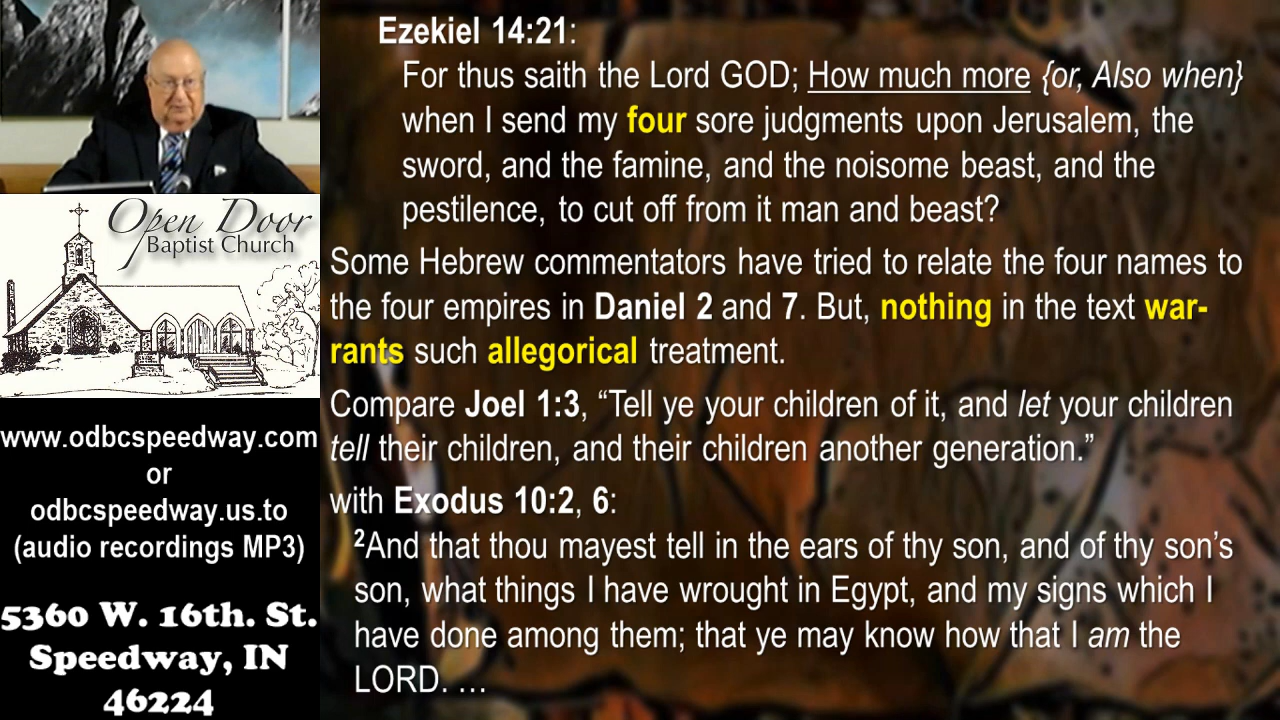 Open Door
Baptist Church
www.odbcspeedway.com
or
odbcspeedway.us.to
(audio recordings MP3)
5360 W. 16th. St.
Speedway, IN
46224
Ezekiel 14:21:
For thus saith the Lord GOD; How much more {or, Also when}
when I send my four sore judgments upon Jerusalem, the
sword, and the famine, and the noisome beast, and the
pestilence, to cut off from it man and beast?
Some Hebrew commentators have tried to relate the four names to
the four empires in Daniel 2 and 7. But, nothing in the text war-
rants such allegorical treatment.
Compare Joel 1:3, “Tell ye your children of it, and let your children
tell their children, and their children another generation.”
with Exodus 10:2, 6:
²And that thou mayest tell in the ears of thy son, and of thy son’s
son, what things I have wrought in Egypt, and my signs which I
have done among them; that ye may know how that I am the
LORD. …